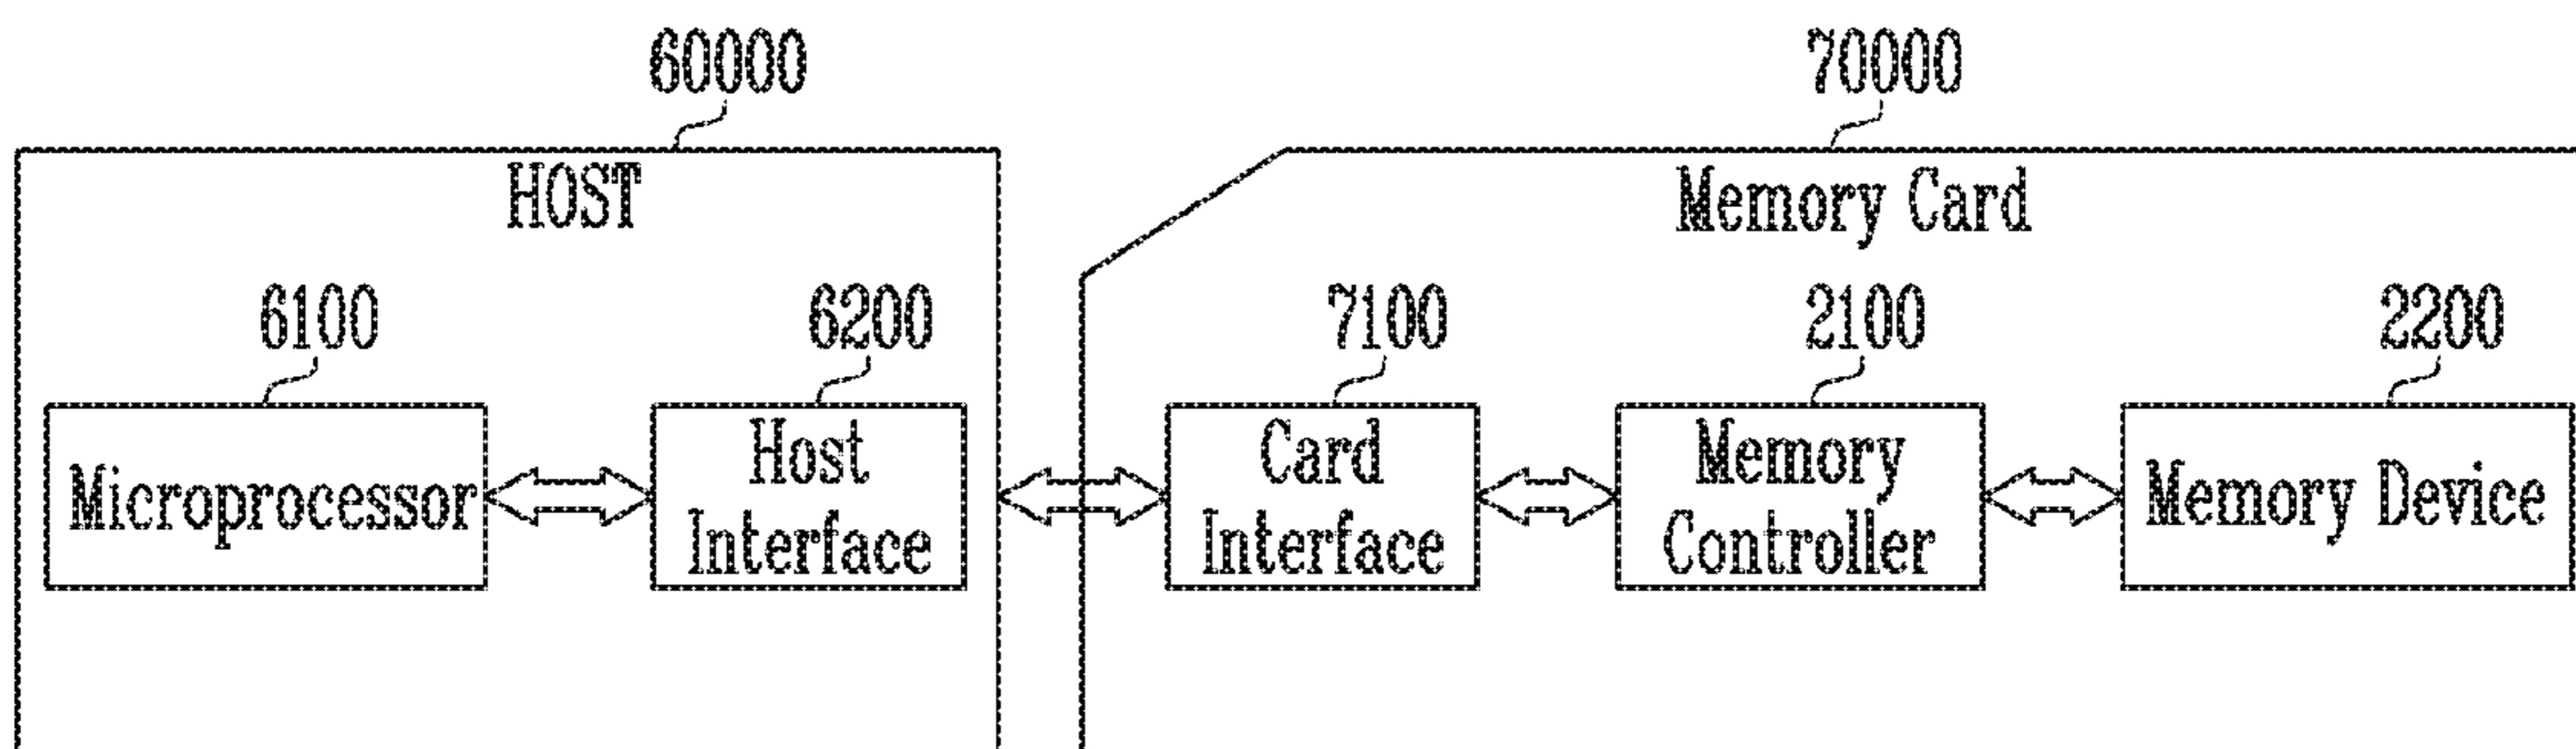 60000
70000
HOST
Memory Card
6100
6200
7100
2100
2200
Microprocessor
Host
Interface
Card
Interface
Memory
Controller
Memory Device